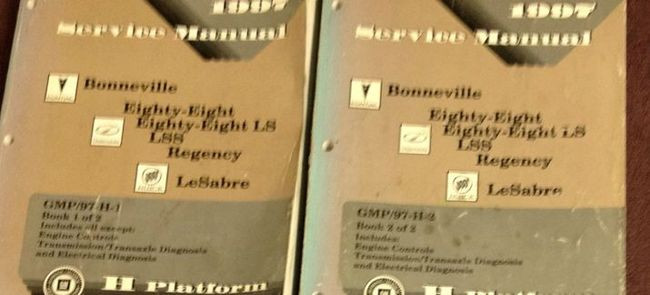 1997
Service Manual
Bonneville
Eighty-Eight
Eighty-Eight LS
LSS
Regency
LeSabre
GMP/97-H-1
Book 1 of 2
Includes all except:
Engine Controls
Transmission/Transaxle Diagnosis
and Electrical Diagnosis
H Platform
1997
Service Manual
Bonneville
Eighty-Eight
Eighty-Eight LS
LSS
Regency
LeSabre
GMP/97-H-2
Book 2 of 2
Includes:
Engine Controls
Transmission/Transaxle Diagnosis
and Electrical Diagnosis
H Platform